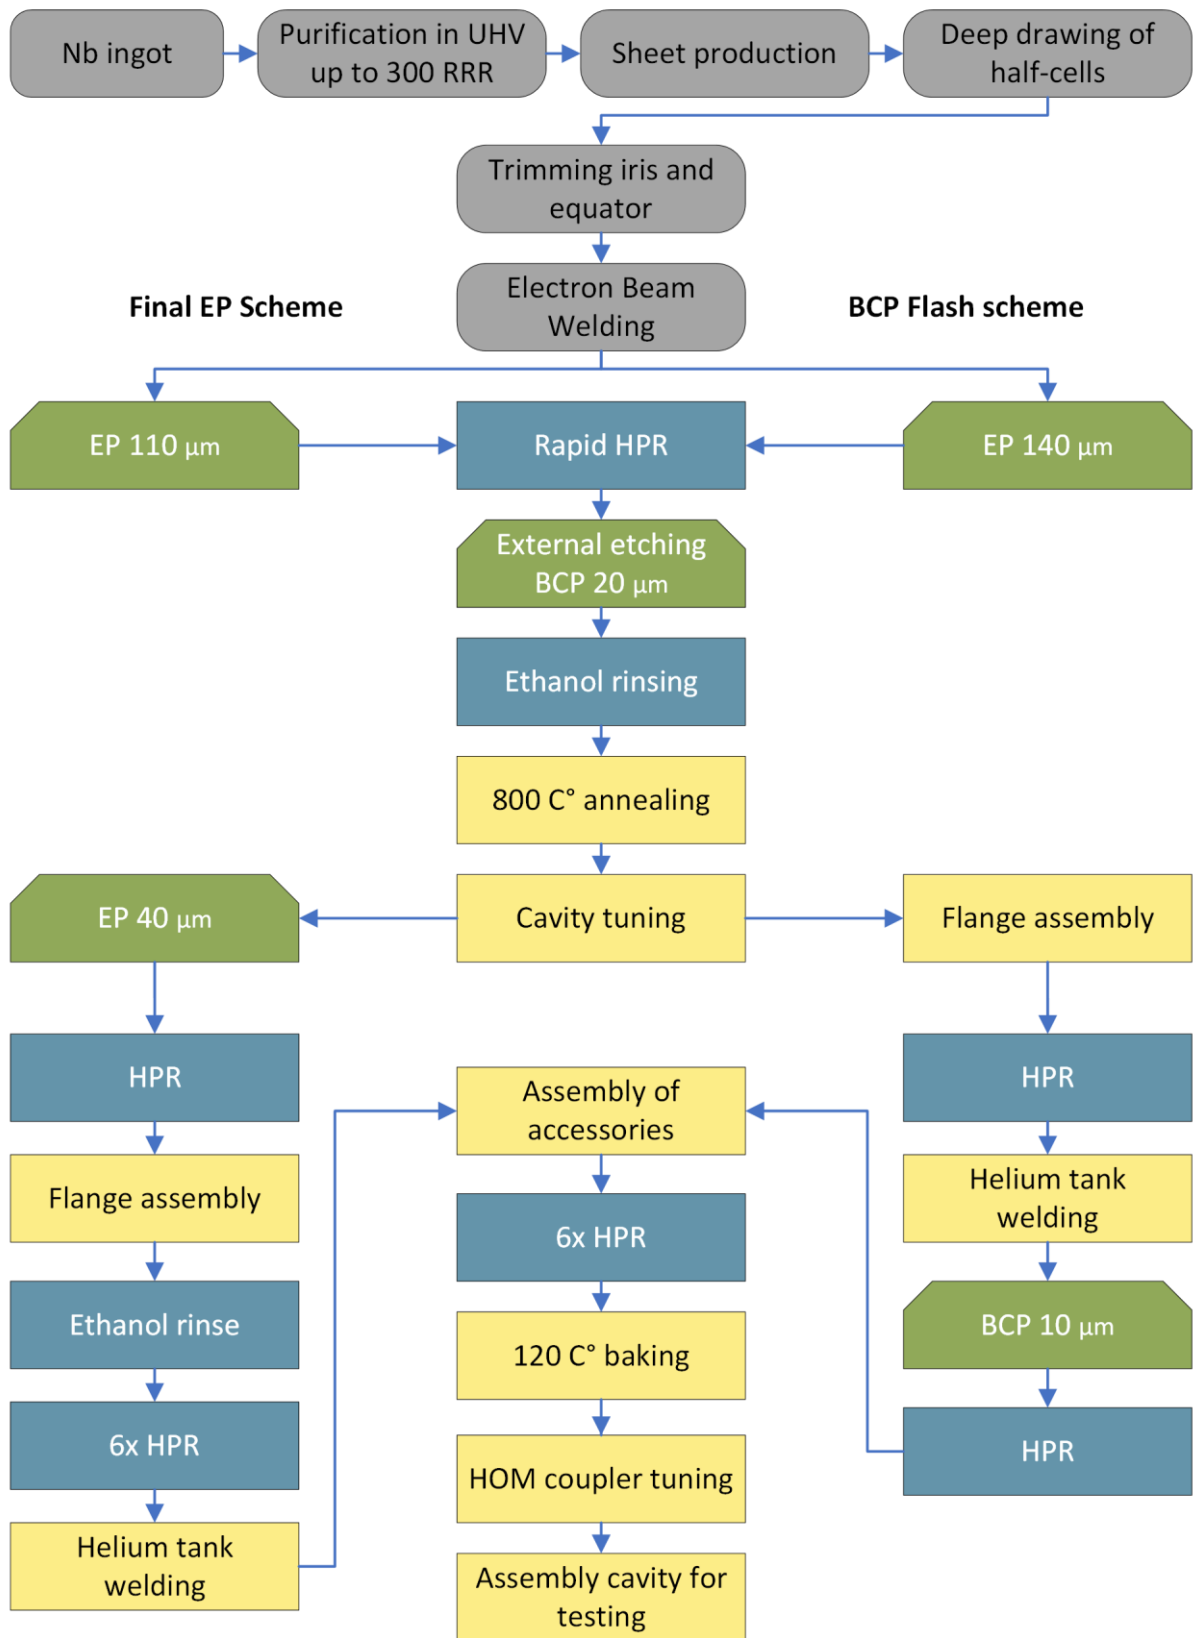 Nb ingot
Purification in UHV
up to 300 RRR
Sheet production
Deep drawing of
half-cells
Trimming iris and
equator
Electron Beam
Welding
Final EP Scheme
BCP Flash scheme
EP 110 µm
Rapid HPR
EP 140 µm
External etching
BCP 20 µm
Ethanol rinsing
800 C° annealing
EP 40 µm
Cavity tuning
Flange assembly
HPR
Flange assembly
Ethanol rinse
6x HPR
Helium tank
welding
HPR
Helium tank
welding
BCP 10 µm
HPR
Assembly of
accessories
6x HPR
120 C° baking
HOM coupler tuning
Assembly cavity for
testing